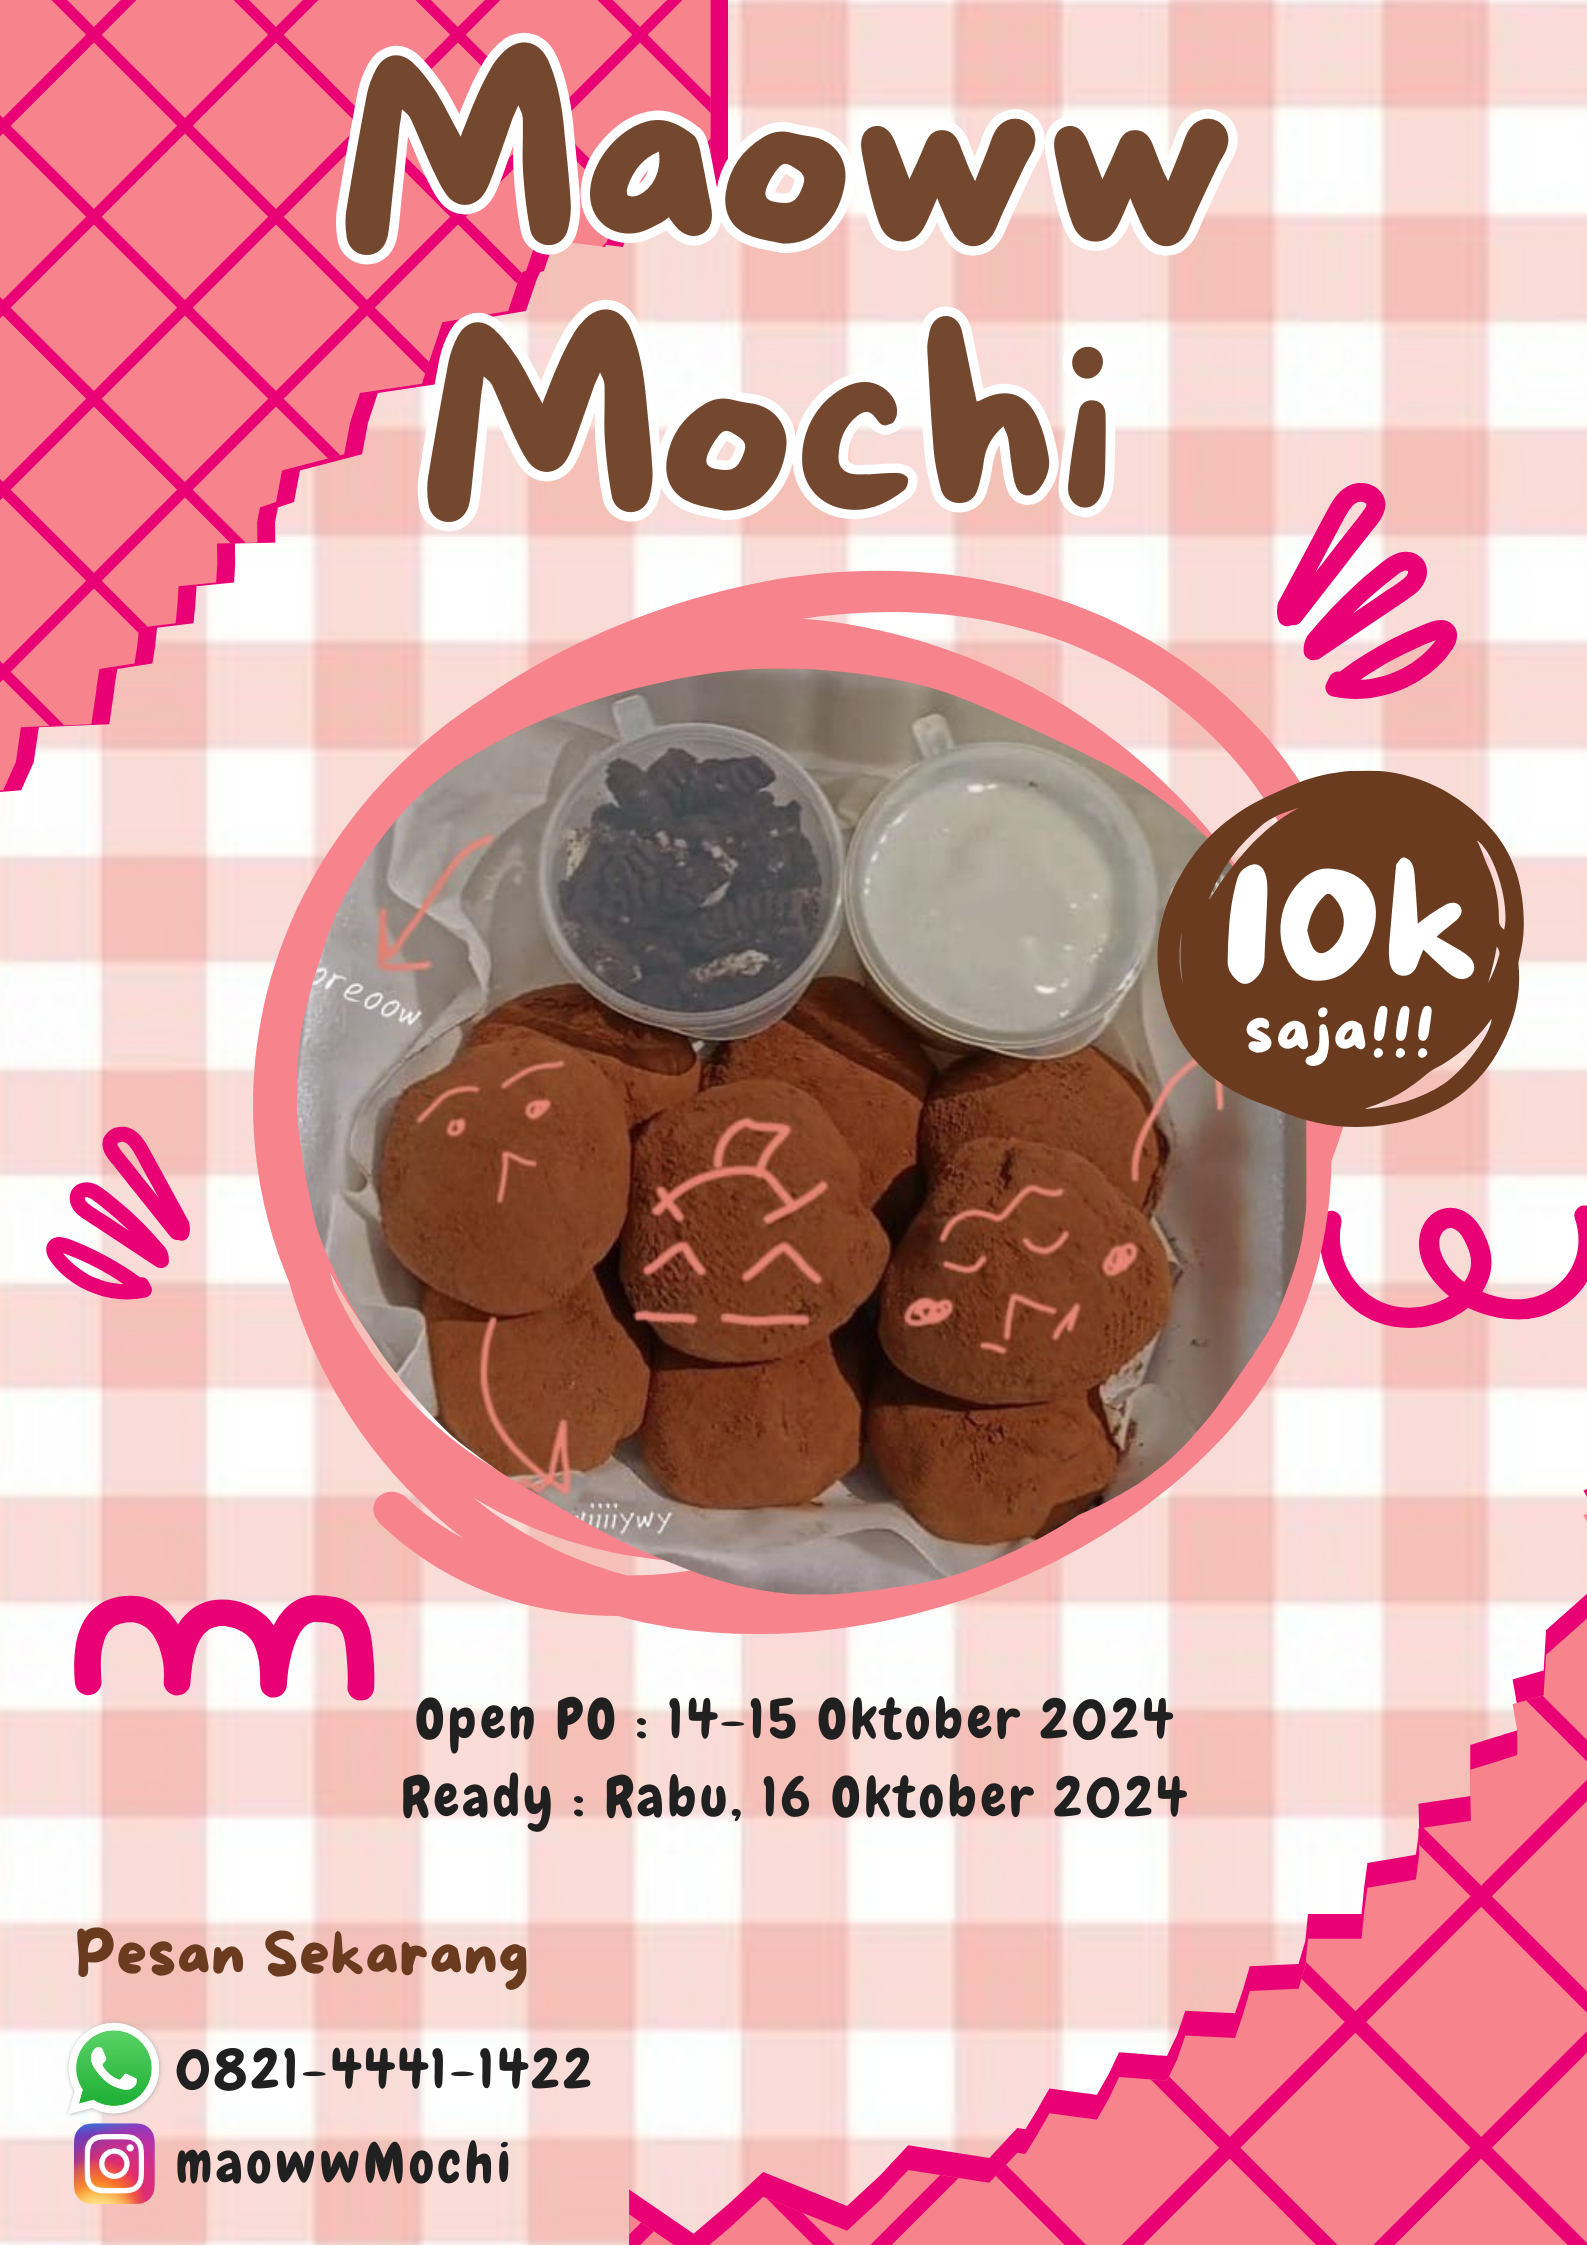 Maoww
Mochi
10k
saja!!!
oreoow
Open PO : 14-15 Oktober 2024
Ready : Rabu, 16 Oktober 2024
Pesan Sekarang
0821-4441-1422
maowwMochi